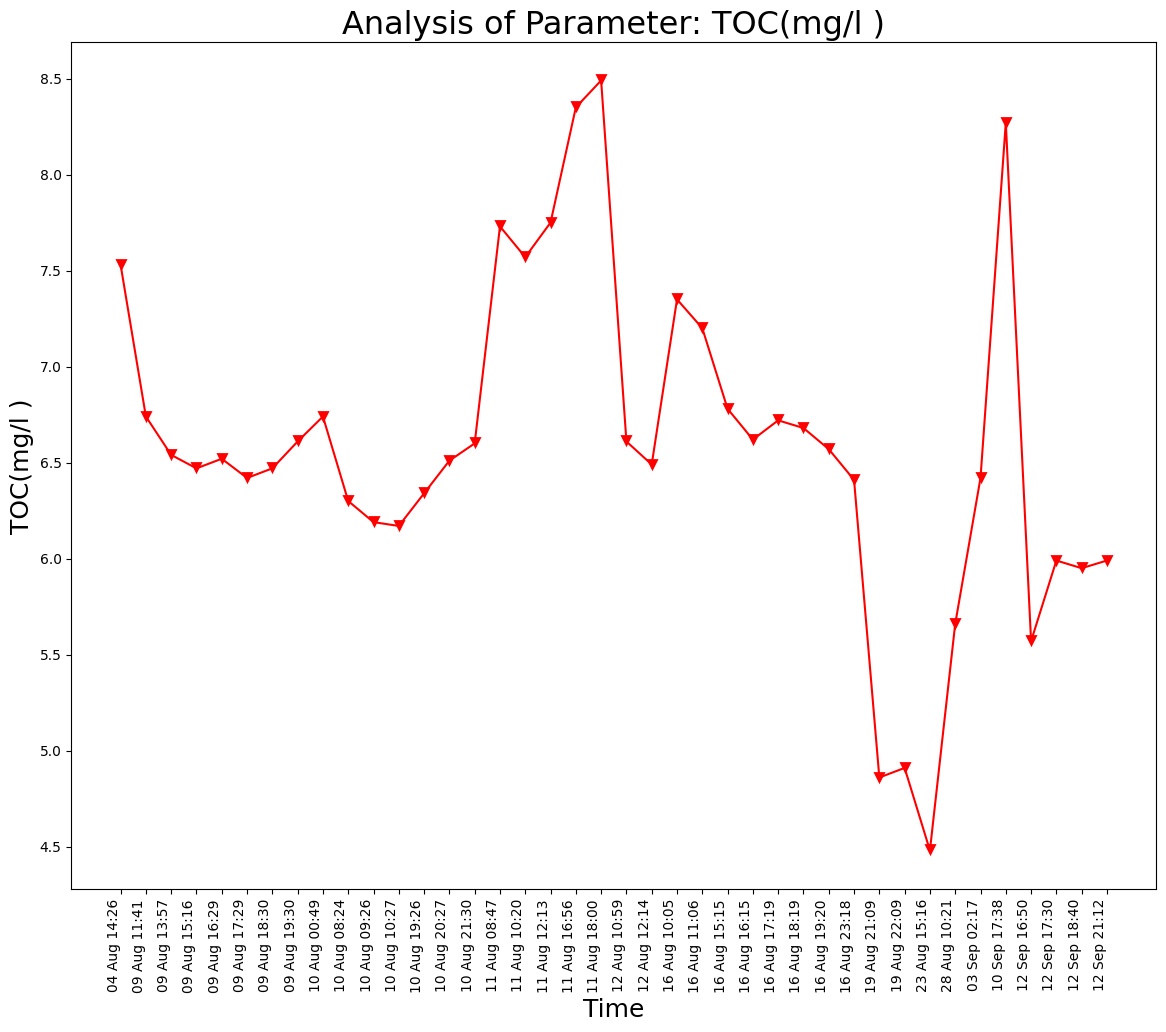 Analysis of Parameter: TOC(mg/l )
TOC(mg/l )
8.5
8.0
7.5
7.0
6.5
6.0
5.5
5.0
4.5
04 Aug 14:26
09 Aug 11:41
09 Aug 13:57
09 Aug 15:16
09 Aug 16:29
09 Aug 17:29
09 Aug 18:30
09 Aug 19:30
10 Aug 00:49
10 Aug 08:24
10 Aug 09:26
10 Aug 10:27
10 Aug 19:26
10 Aug 20:27
10 Aug 21:30
11 Aug 08:47
11 Aug 10:20
11 Aug 12:13
11 Aug 16:56
11 Aug 18:00
12 Aug 10:59
12 Aug 12:14
16 Aug 10:05
16 Aug 11:06
16 Aug 15:15
16 Aug 16:15
16 Aug 17:19
16 Aug 18:19
16 Aug 19:20
16 Aug 23:18
19 Aug 21:09
19 Aug 22:09
23 Aug 15:16
28 Aug 10:21
03 Sep 02:17
10 Sep 17:38
12 Sep 16:50
12 Sep 17:30
12 Sep 18:40
12 Sep 21:12
Time